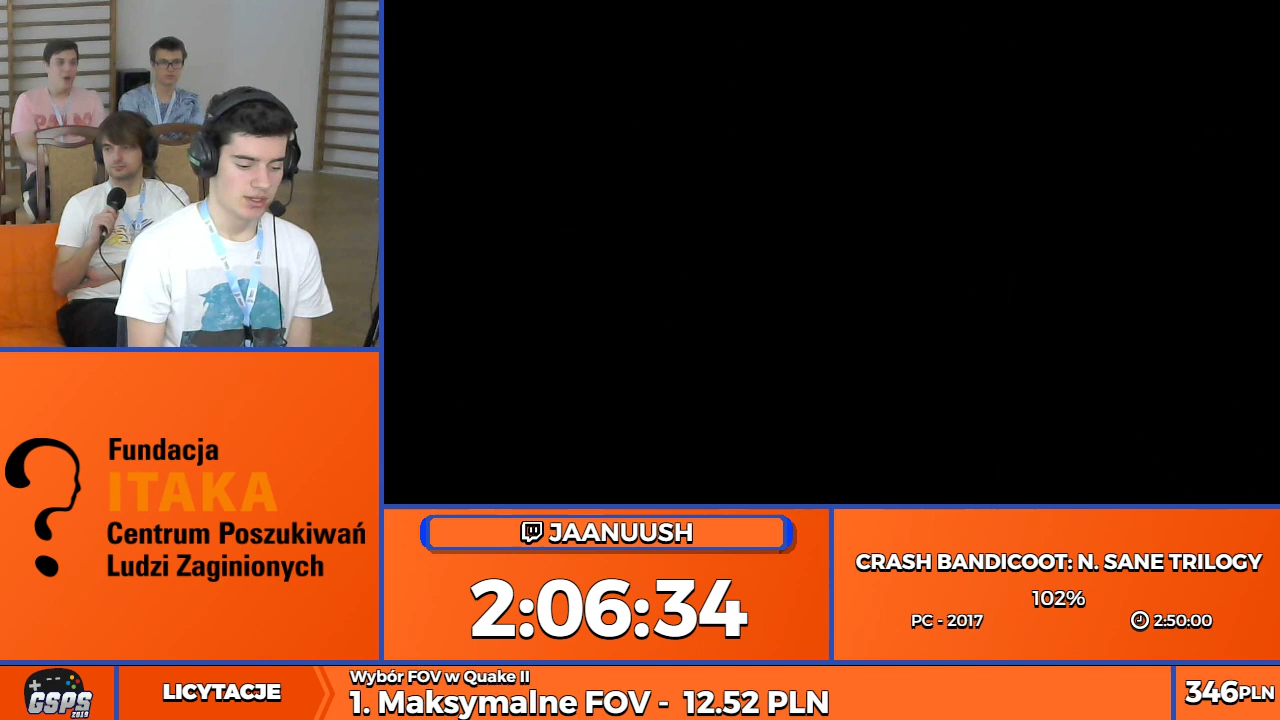 Fundacja
ITAKA
Centrum Poszukiwań
Ludzi Zaginionych
JAANUUSH
2:06:34
CRASH BANDICOOT: N. SANE TRILOGY
102%
PC - 2017
2:50:00
GSPS
2019
LICYTACJE
Wybór FOV w Quake II
1. Maksymalne FOV - 12.52 PLN
346PLN